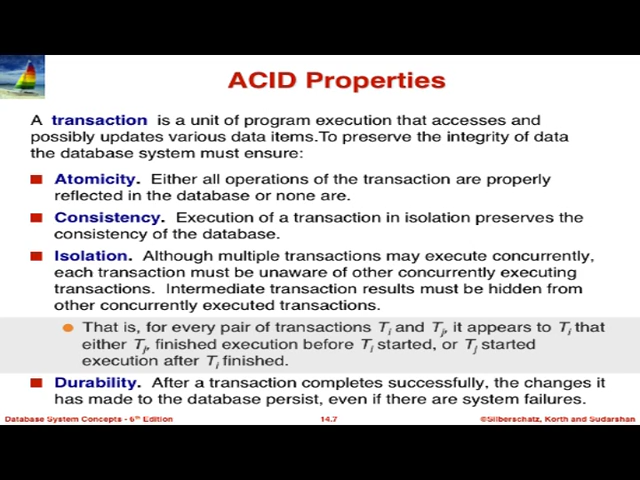 ACID Properties
A transaction is a unit of program execution that accesses and
possibly updates various data items.To preserve the integrity of data
the database system must ensure:
Atomicity. Either all operations of the transaction are properly
reflected in the database or none are.
Consistency. Execution of a transaction in isolation preserves the
consistency of the database.
Isolation. Although multiple transactions may execute concurrently,
each transaction must be unaware of other concurrently executing
transactions. Intermediate transaction results must be hidden from
other concurrently executed transactions.
That is, for every pair of transactions Ti and Tj, it appears to Ti that
either Tj, finished execution before Ti started, or Tj started
execution after Ti finished.
Durability. After a transaction completes successfully, the changes it
has made to the database persist, even if there are system failures.
Database System Concepts - 6th Edition 14.7 ©Silberschatz, Korth and Sudarshan